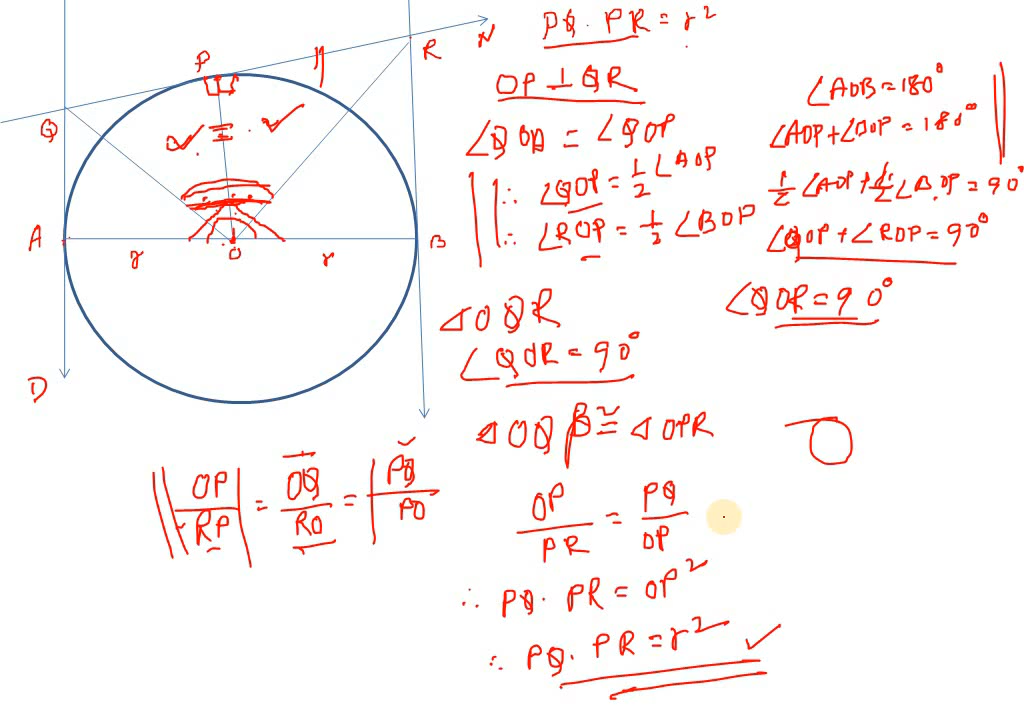 PQ · PR = r²
OP ⊥ QR
∠QOA = ∠QOP
∴ ∠QOP = 1/2 ∠AOP
∴ ∠ROP = 1/2 ∠BOP
∠AOB = 180°
∠AOP + ∠BOP = 180°
1/2 ∠AOP + 1/2 ∠BOP = 90°
∠QOP + ∠ROP = 90°
∠QOR = 90°
△OQR
∠QOR = 90°
△OQP ≅ △OPR
OP/PR = PQ/OP
∴ PQ · PR = OP²
∴ PQ · PR = r² ✓
OP/RP = OQ/RO = PQ/PO
P
N
R
Q
A
r
O
r
B
D